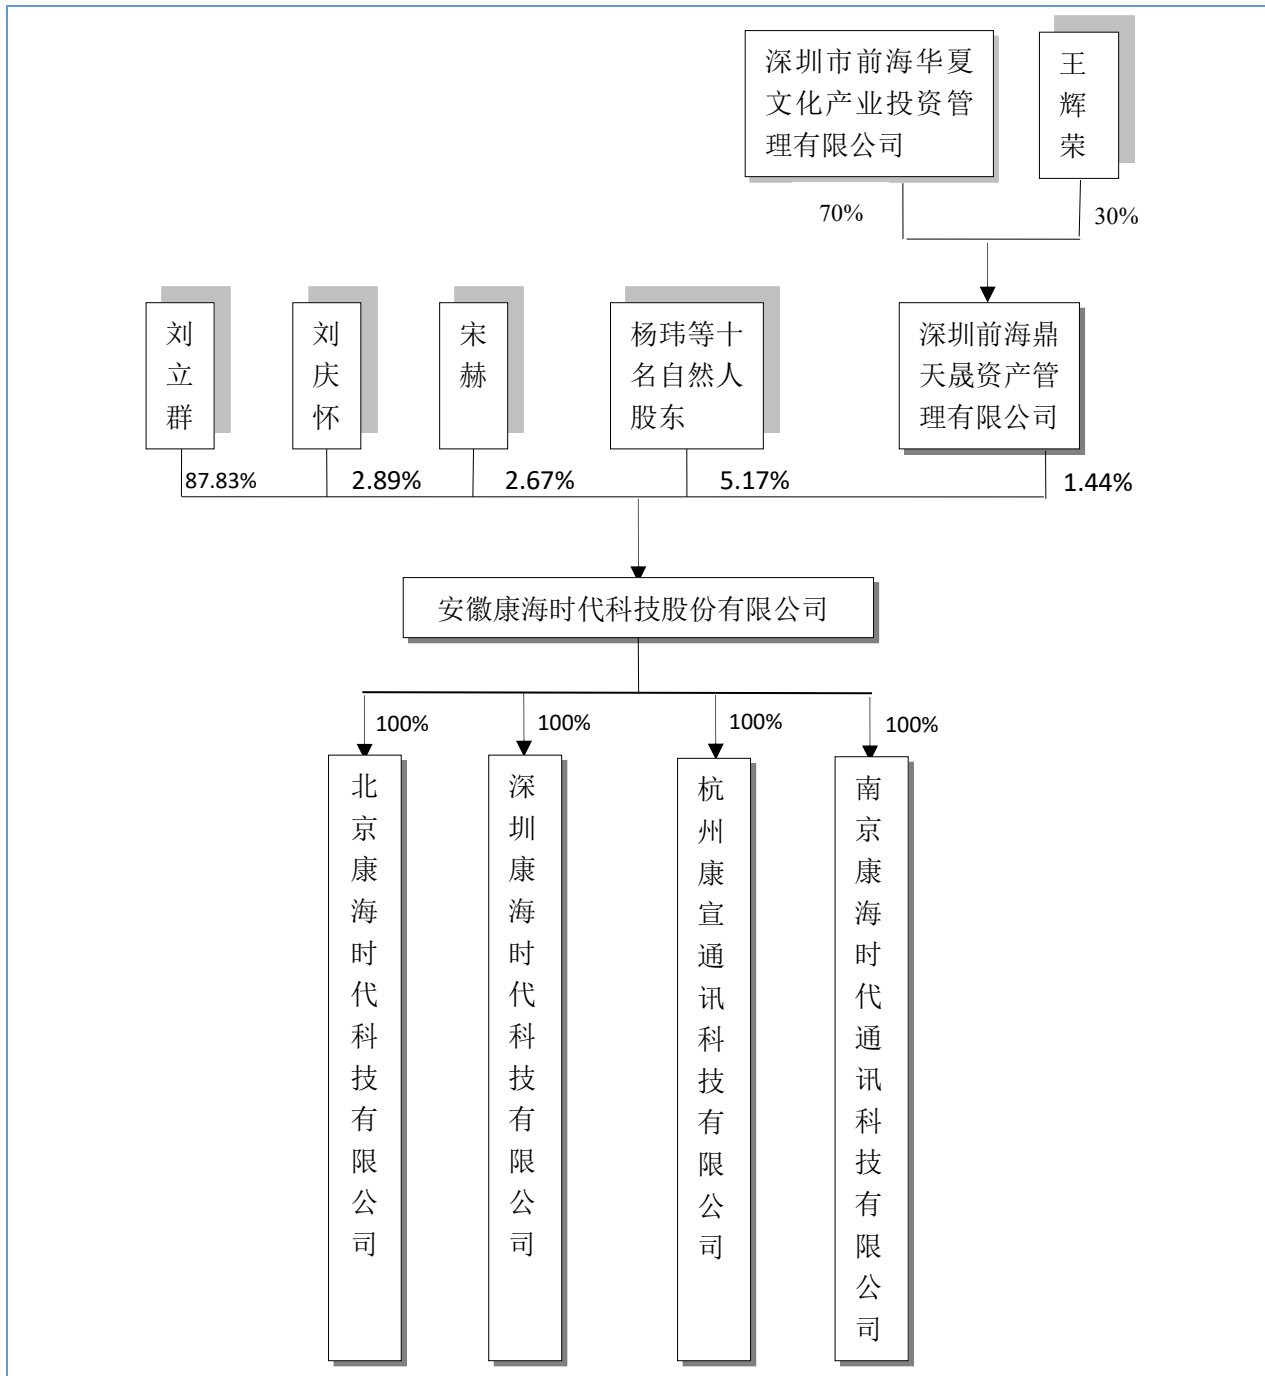 深圳市前海华夏
文化产业投资管
理有限公司
王
辉
荣
70%
30%
刘
立
群
刘
庆
怀
宋
赫
杨玮等十
名自然人
股东
深圳前海鼎
天晟资产管
理有限公司
87.83%
2.89%
2.67%
5.17%
1.44%
安徽康海时代科技股份有限公司
100%
100%
100%
100%
北
京
康
海
时
代
科
技
有
限
公
司
深
圳
康
海
时
代
科
技
有
限
公
司
杭
州
康
宣
通
讯
科
技
有
限
公
司
南
京
康
海
时
代
通
讯
科
技
有
限
公
司